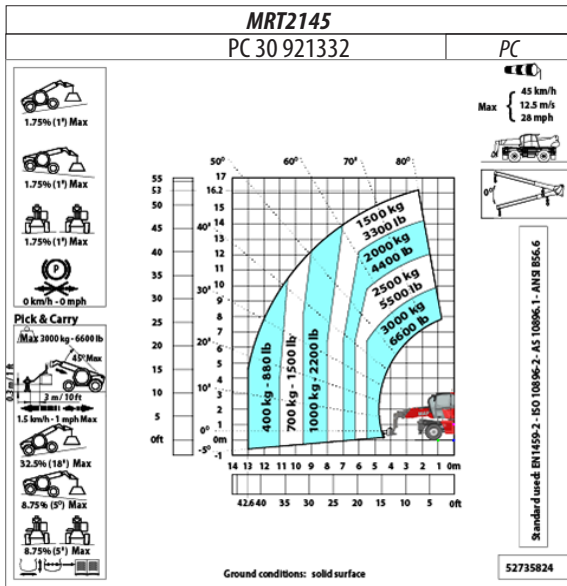 MRT2145
PC 30 921332
PC
1.75% (1°) Max
1.75% (1°) Max
1.75% (1°) Max
P
0 km/h - 0 mph
Pick & Carry
Max 3000 kg - 6600 lb
45° Max
0.3 m / 1 ft
3 m / 10 ft
1.5 km/h - 1 mph Max
32.5% (18°) Max
8.75% (5°) Max
8.75% (5°) Max
50° 60° 70° 80°
40°
30°
20°
10°
0°
-5°
55
53
50
45
40
35
30
25
20
15
10
5
0ft
17
16.2
15
14
13
12
11
10
9
8
7
6
5
4
3
2
1
0m
-1
1500 kg
3300 lb
2000 kg
4400 lb
2500 kg
5500 lb
3000 kg
6600 lb
400 kg - 880 lb
700 kg - 1500 lb
1000 kg - 2200 lb
14 13 12 11 10 9 8 7 6 5 4 3 2 1 0m
42.6 40 35 30 25 20 15 10 5 0ft
Ground conditions: solid surface
Max
45 km/h
12.5 m/s
28 mph
0°
Standard used: EN1459-2 - ISO 10896-2 - AS 10896.1 - ANSI B56.6
52735824